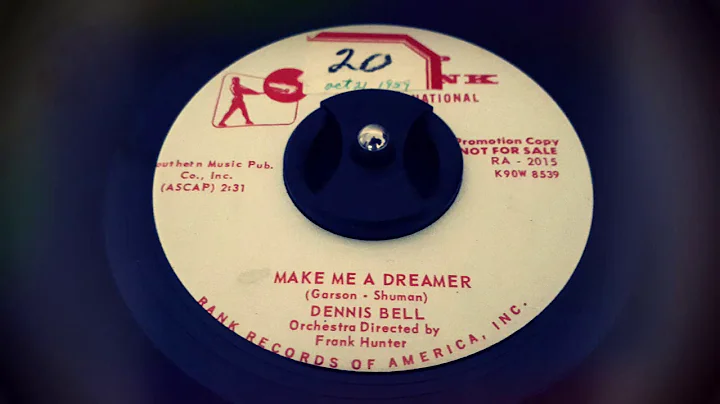 20
NK
oct 21, 1959
NATIONAL
Promotion Copy
NOT FOR SALE
RA - 2015
K90W 8539
outhern Music Pub.
Co., Inc.
(ASCAP) 2:31
MAKE ME A DREAMER
(Garson - Shuman)
DENNIS BELL
Orchestra Directed by
Frank Hunter
RANK RECORDS OF AMERICA, INC.